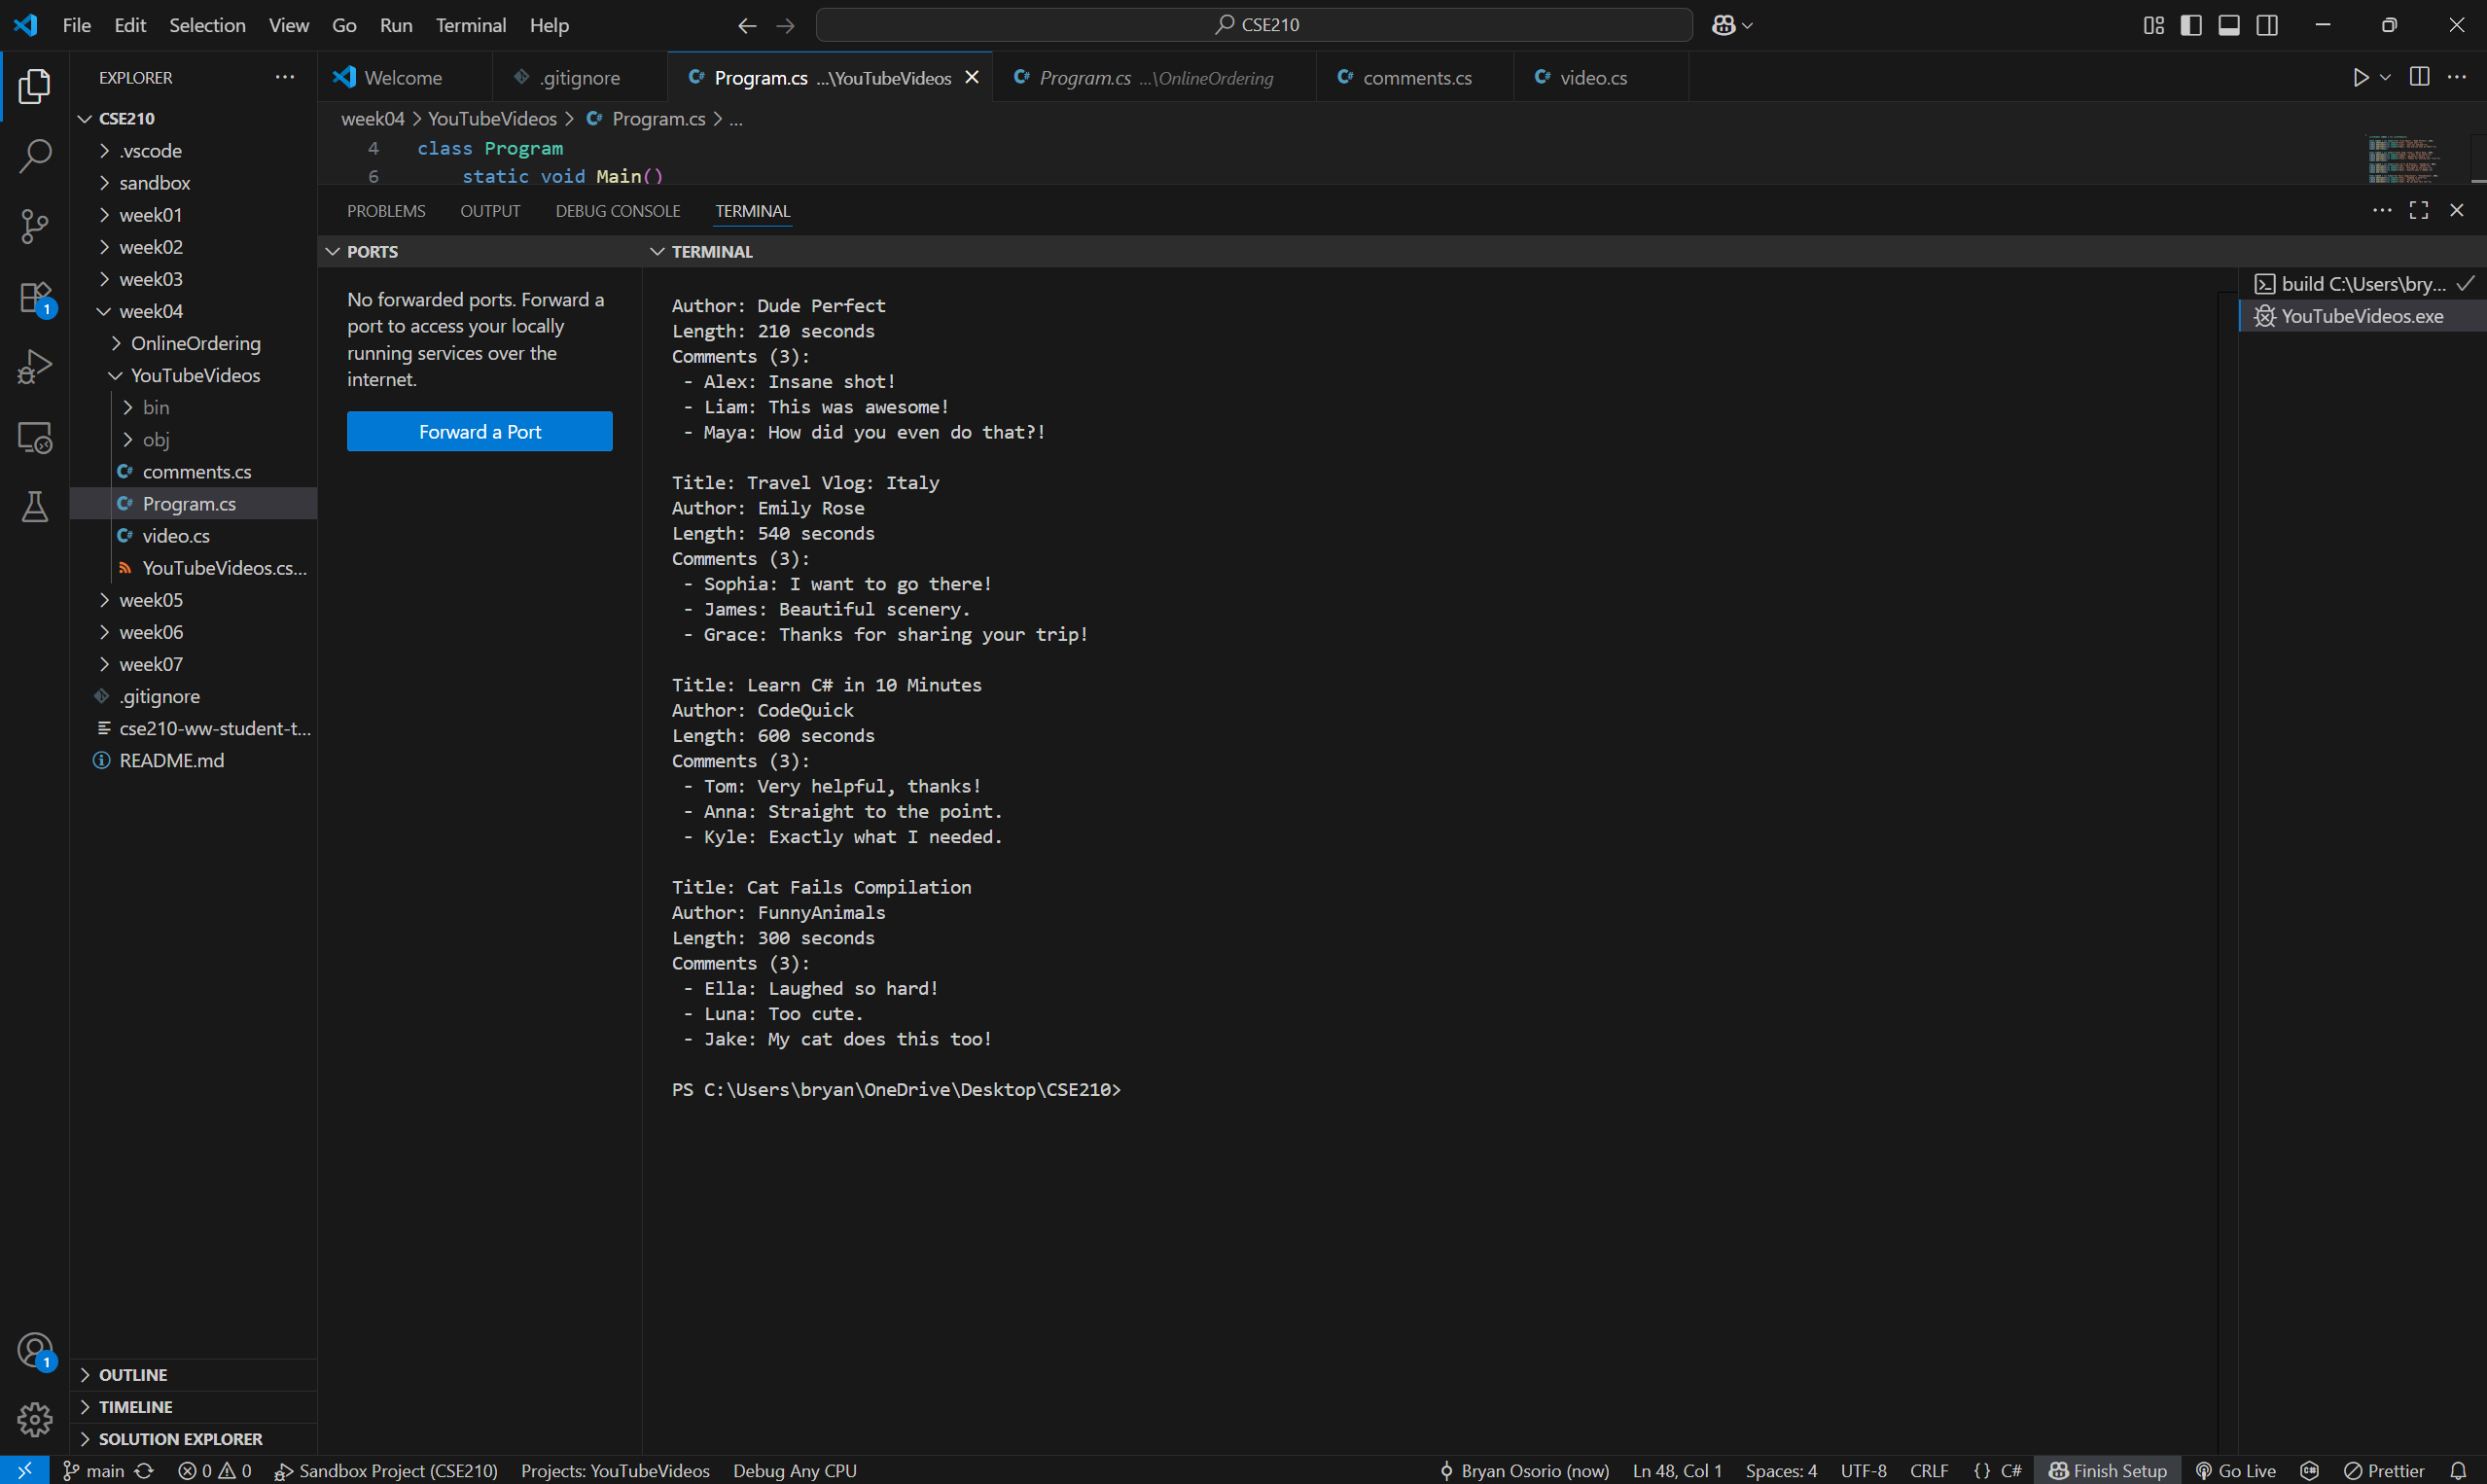 File Edit Selection View Go Run Terminal Help
CSE210
EXPLORER
CSE210
.vscode
sandbox
week01
week02
week03
week04
OnlineOrdering
YouTubeVideos
bin
obj
comments.cs
Program.cs
video.cs
YouTubeVideos.cs...
week05
week06
week07
.gitignore
cse210-ww-student-t...
README.md
OUTLINE
TIMELINE
SOLUTION EXPLORER
1
1
Welcome .gitignore Program.cs ...\YouTubeVideos Program.cs ...\OnlineOrdering comments.cs video.cs
week04 > YouTubeVideos > Program.cs > ...
4 class Program
6 static void Main()
PROBLEMS OUTPUT DEBUG CONSOLE TERMINAL
PORTS
No forwarded ports. Forward a
port to access your locally
running services over the
internet.
Forward a Port
TERMINAL
Author: Dude Perfect
Length: 210 seconds
Comments (3):
- Alex: Insane shot!
- Liam: This was awesome!
- Maya: How did you even do that?!
Title: Travel Vlog: Italy
Author: Emily Rose
Length: 540 seconds
Comments (3):
- Sophia: I want to go there!
- James: Beautiful scenery.
- Grace: Thanks for sharing your trip!
Title: Learn C# in 10 Minutes
Author: CodeQuick
Length: 600 seconds
Comments (3):
- Tom: Very helpful, thanks!
- Anna: Straight to the point.
- Kyle: Exactly what I needed.
Title: Cat Fails Compilation
Author: FunnyAnimals
Length: 300 seconds
Comments (3):
- Ella: Laughed so hard!
- Luna: Too cute.
- Jake: My cat does this too!
PS C:\Users\bryan\OneDrive\Desktop\CSE210>
build C:\Users\bry...
YouTubeVideos.exe
main 0 0 Sandbox Project (CSE210) Projects: YouTubeVideos Debug Any CPU Bryan Osorio (now) Ln 48, Col 1 Spaces: 4 UTF-8 CRLF {} C# Finish Setup Go Live Prettier